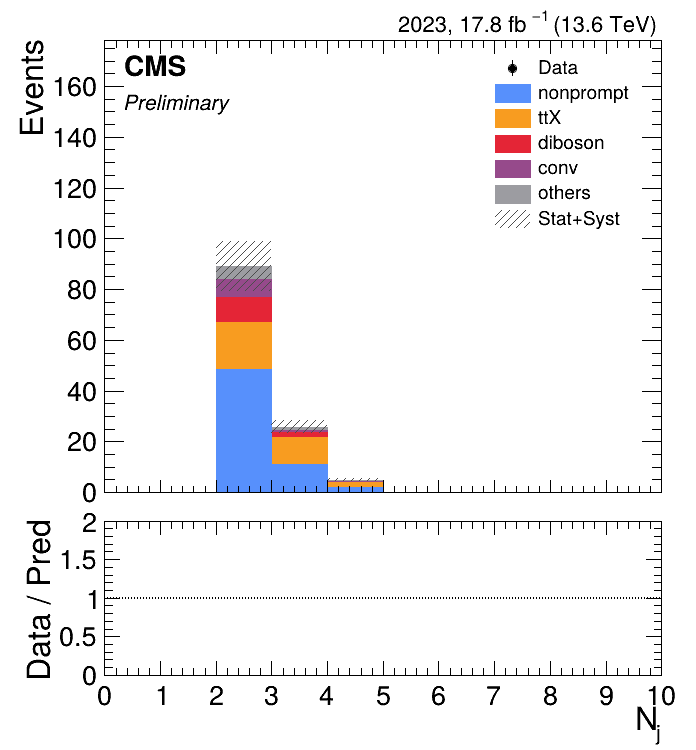 2023, 17.8 fb⁻¹ (13.6 TeV)
Events
CMS
Preliminary
Data
nonprompt
ttX
diboson
conv
others
Stat+Syst
160
140
120
100
80
60
40
20
0
Data / Pred
2
1.5
1
0.5
0
0 1 2 3 4 5 6 7 8 9 10
Nⱼ